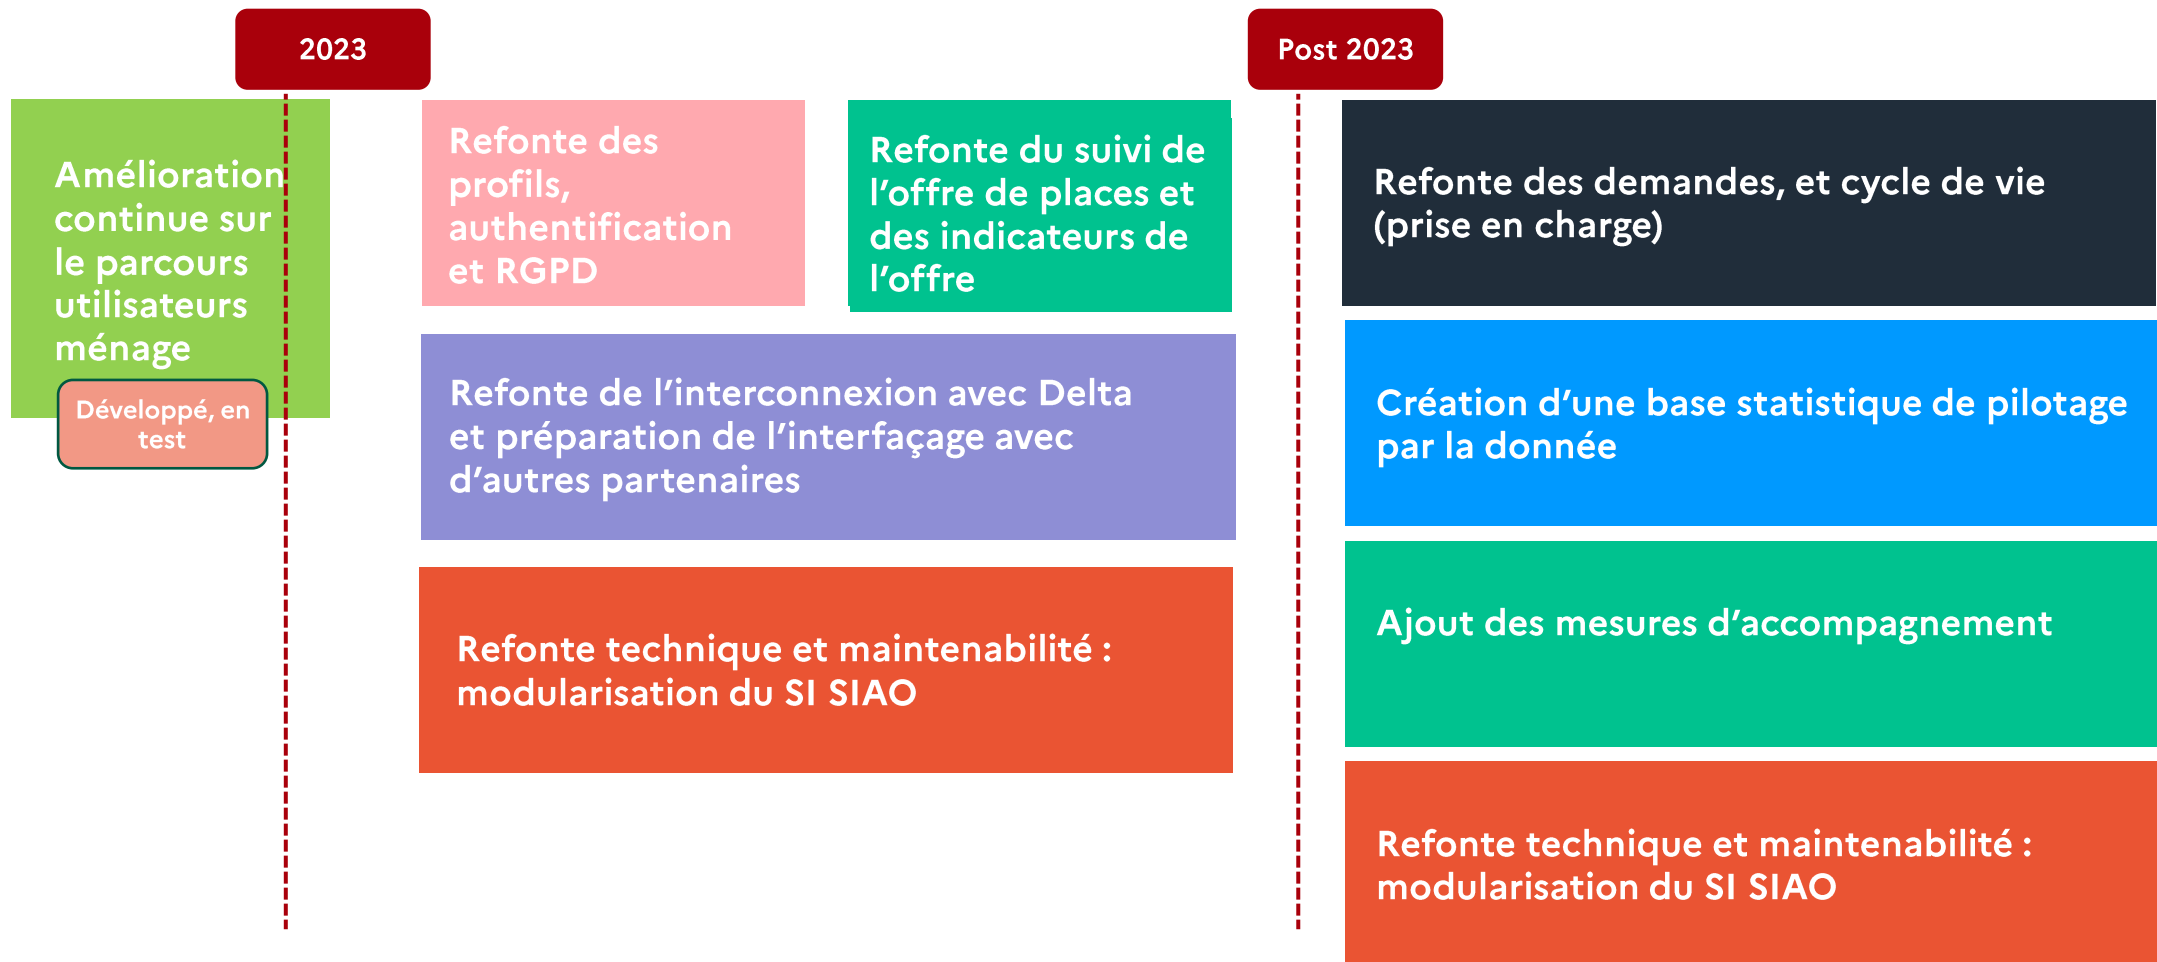 2023
Post 2023
Amélioration
continue sur
le parcours
utilisateurs
ménage
Développé, en
test
Refonte des
profils,
authentification
et RGPD
Refonte du suivi de
l’offre de places et
des indicateurs de
l’offre
Refonte de l’interconnexion avec Delta
et préparation de l’interfaçage avec
d’autres partenaires
Refonte technique et maintenabilité :
modularisation du SI SIAO
Refonte des demandes, et cycle de vie
(prise en charge)
Création d’une base statistique de pilotage
par la donnée
Ajout des mesures d’accompagnement
Refonte technique et maintenabilité :
modularisation du SI SIAO